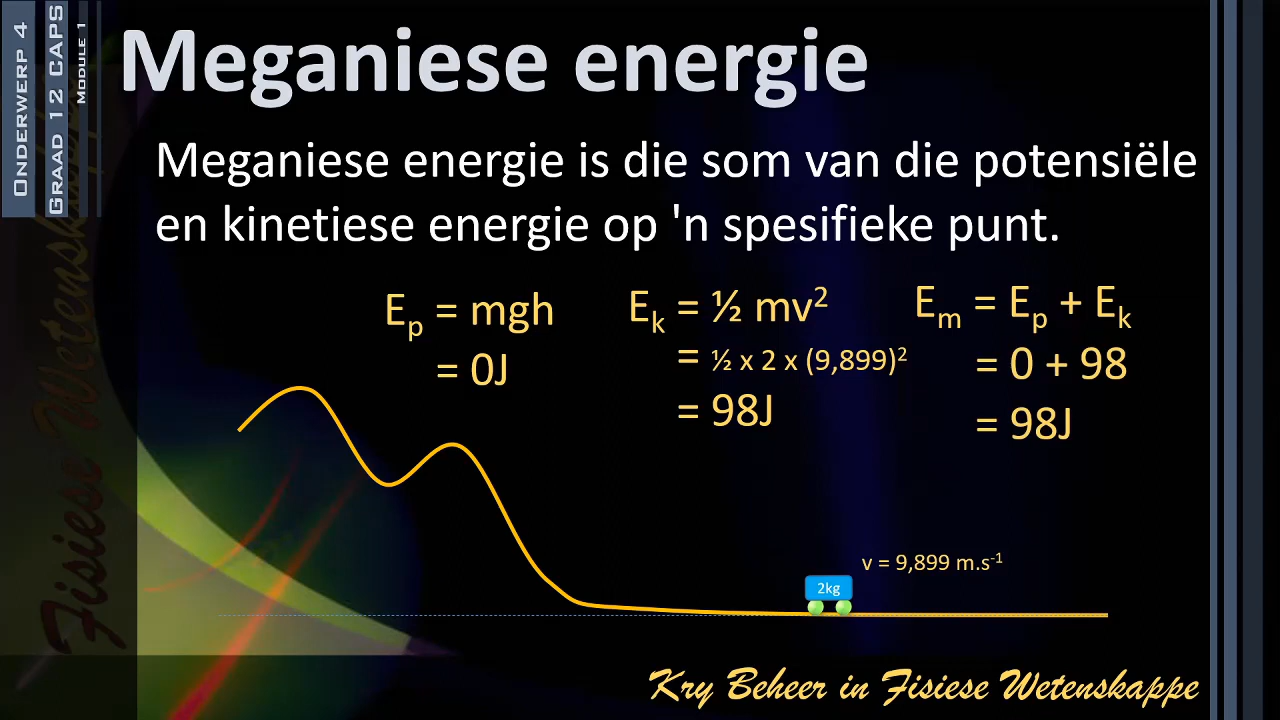 ONDERWERP 4
GRAAD 12 CAPS
MODULE 1
Meganiese energie
Meganiese energie is die som van die potensiële
en kinetiese energie op 'n spesifieke punt.
Eₚ = mgh
= 0J
Eₖ = ½ mv²
= ½ x 2 x (9,899)²
= 98J
Eₘ = Eₚ + Eₖ
= 0 + 98
= 98J
v = 9,899 m.s⁻¹
2kg
Fisiese Wetenskappe
Kry Beheer in Fisiese Wetenskappe